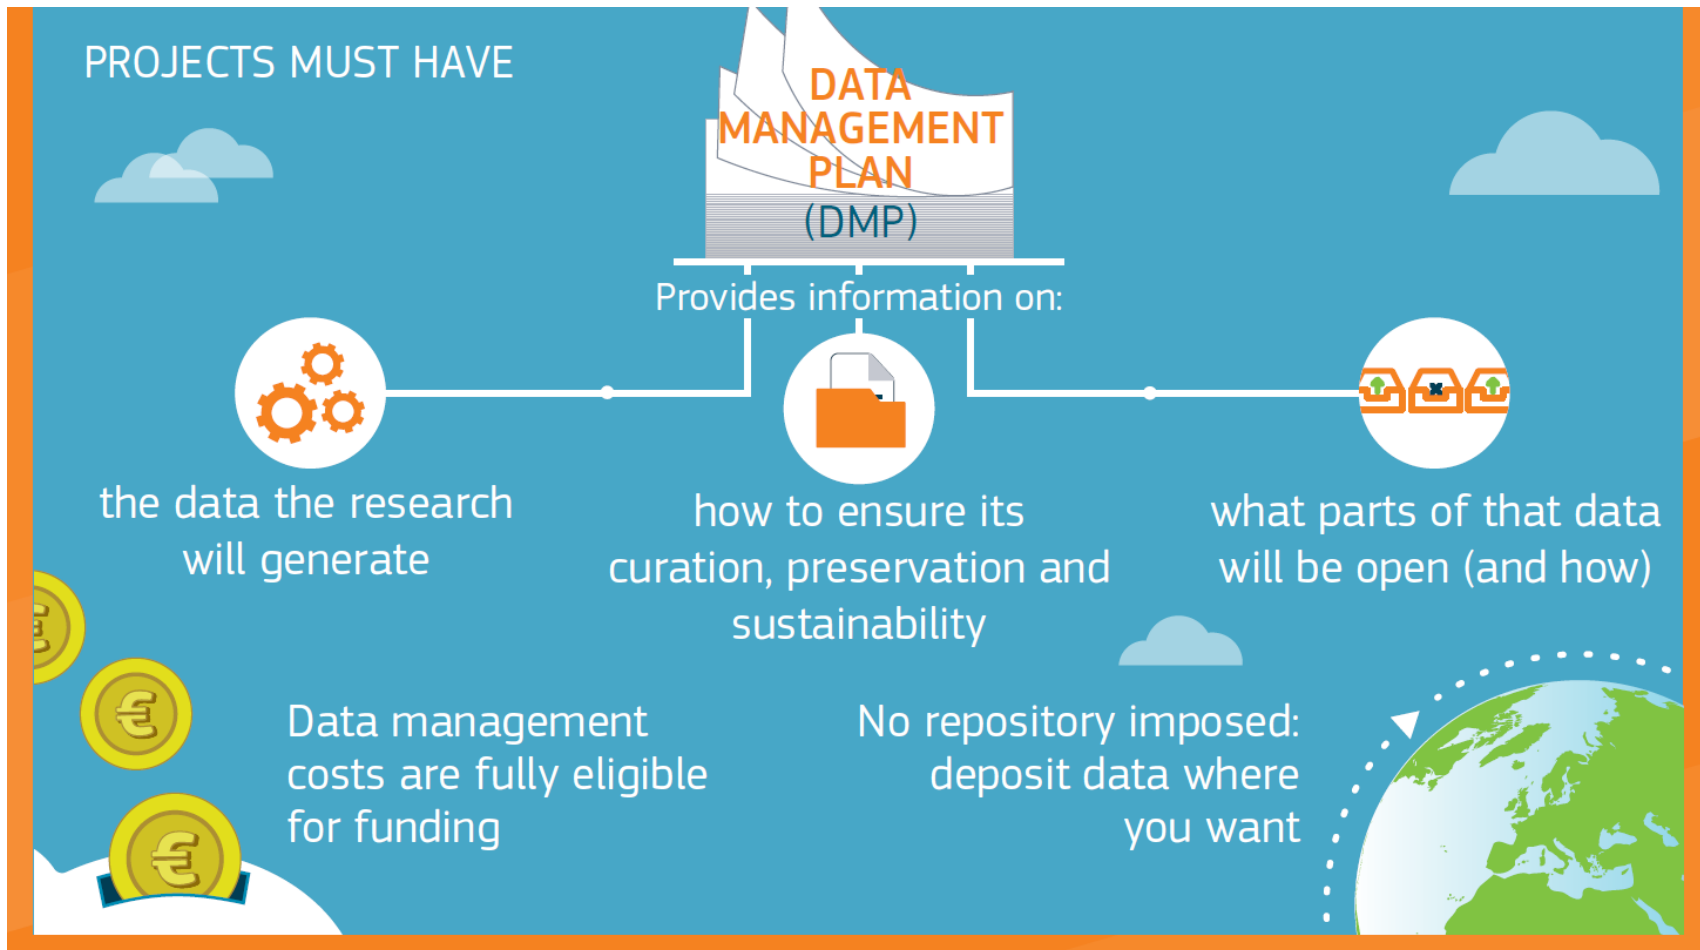 PROJECTS MUST HAVE
DATA
MANAGEMENT
PLAN
(DMP)
Provides information on:
the data the research
will generate
how to ensure its
curation, preservation and
sustainability
what parts of that data
will be open (and how)
Data management
costs are fully eligible
for funding
No repository imposed:
deposit data where
you want
€
€
€